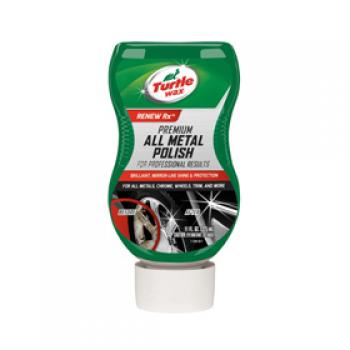 Turtle
Wax
RENEW Rx™
PREMIUM
ALL METAL
POLISH
FOR PROFESSIONAL RESULTS
BRILLIANT, MIRROR-LIKE SHINE & PROTECTION
FOR ALL METALS, CHROME, WHEELS, TRIM, AND MORE
BEFORE
AFTER